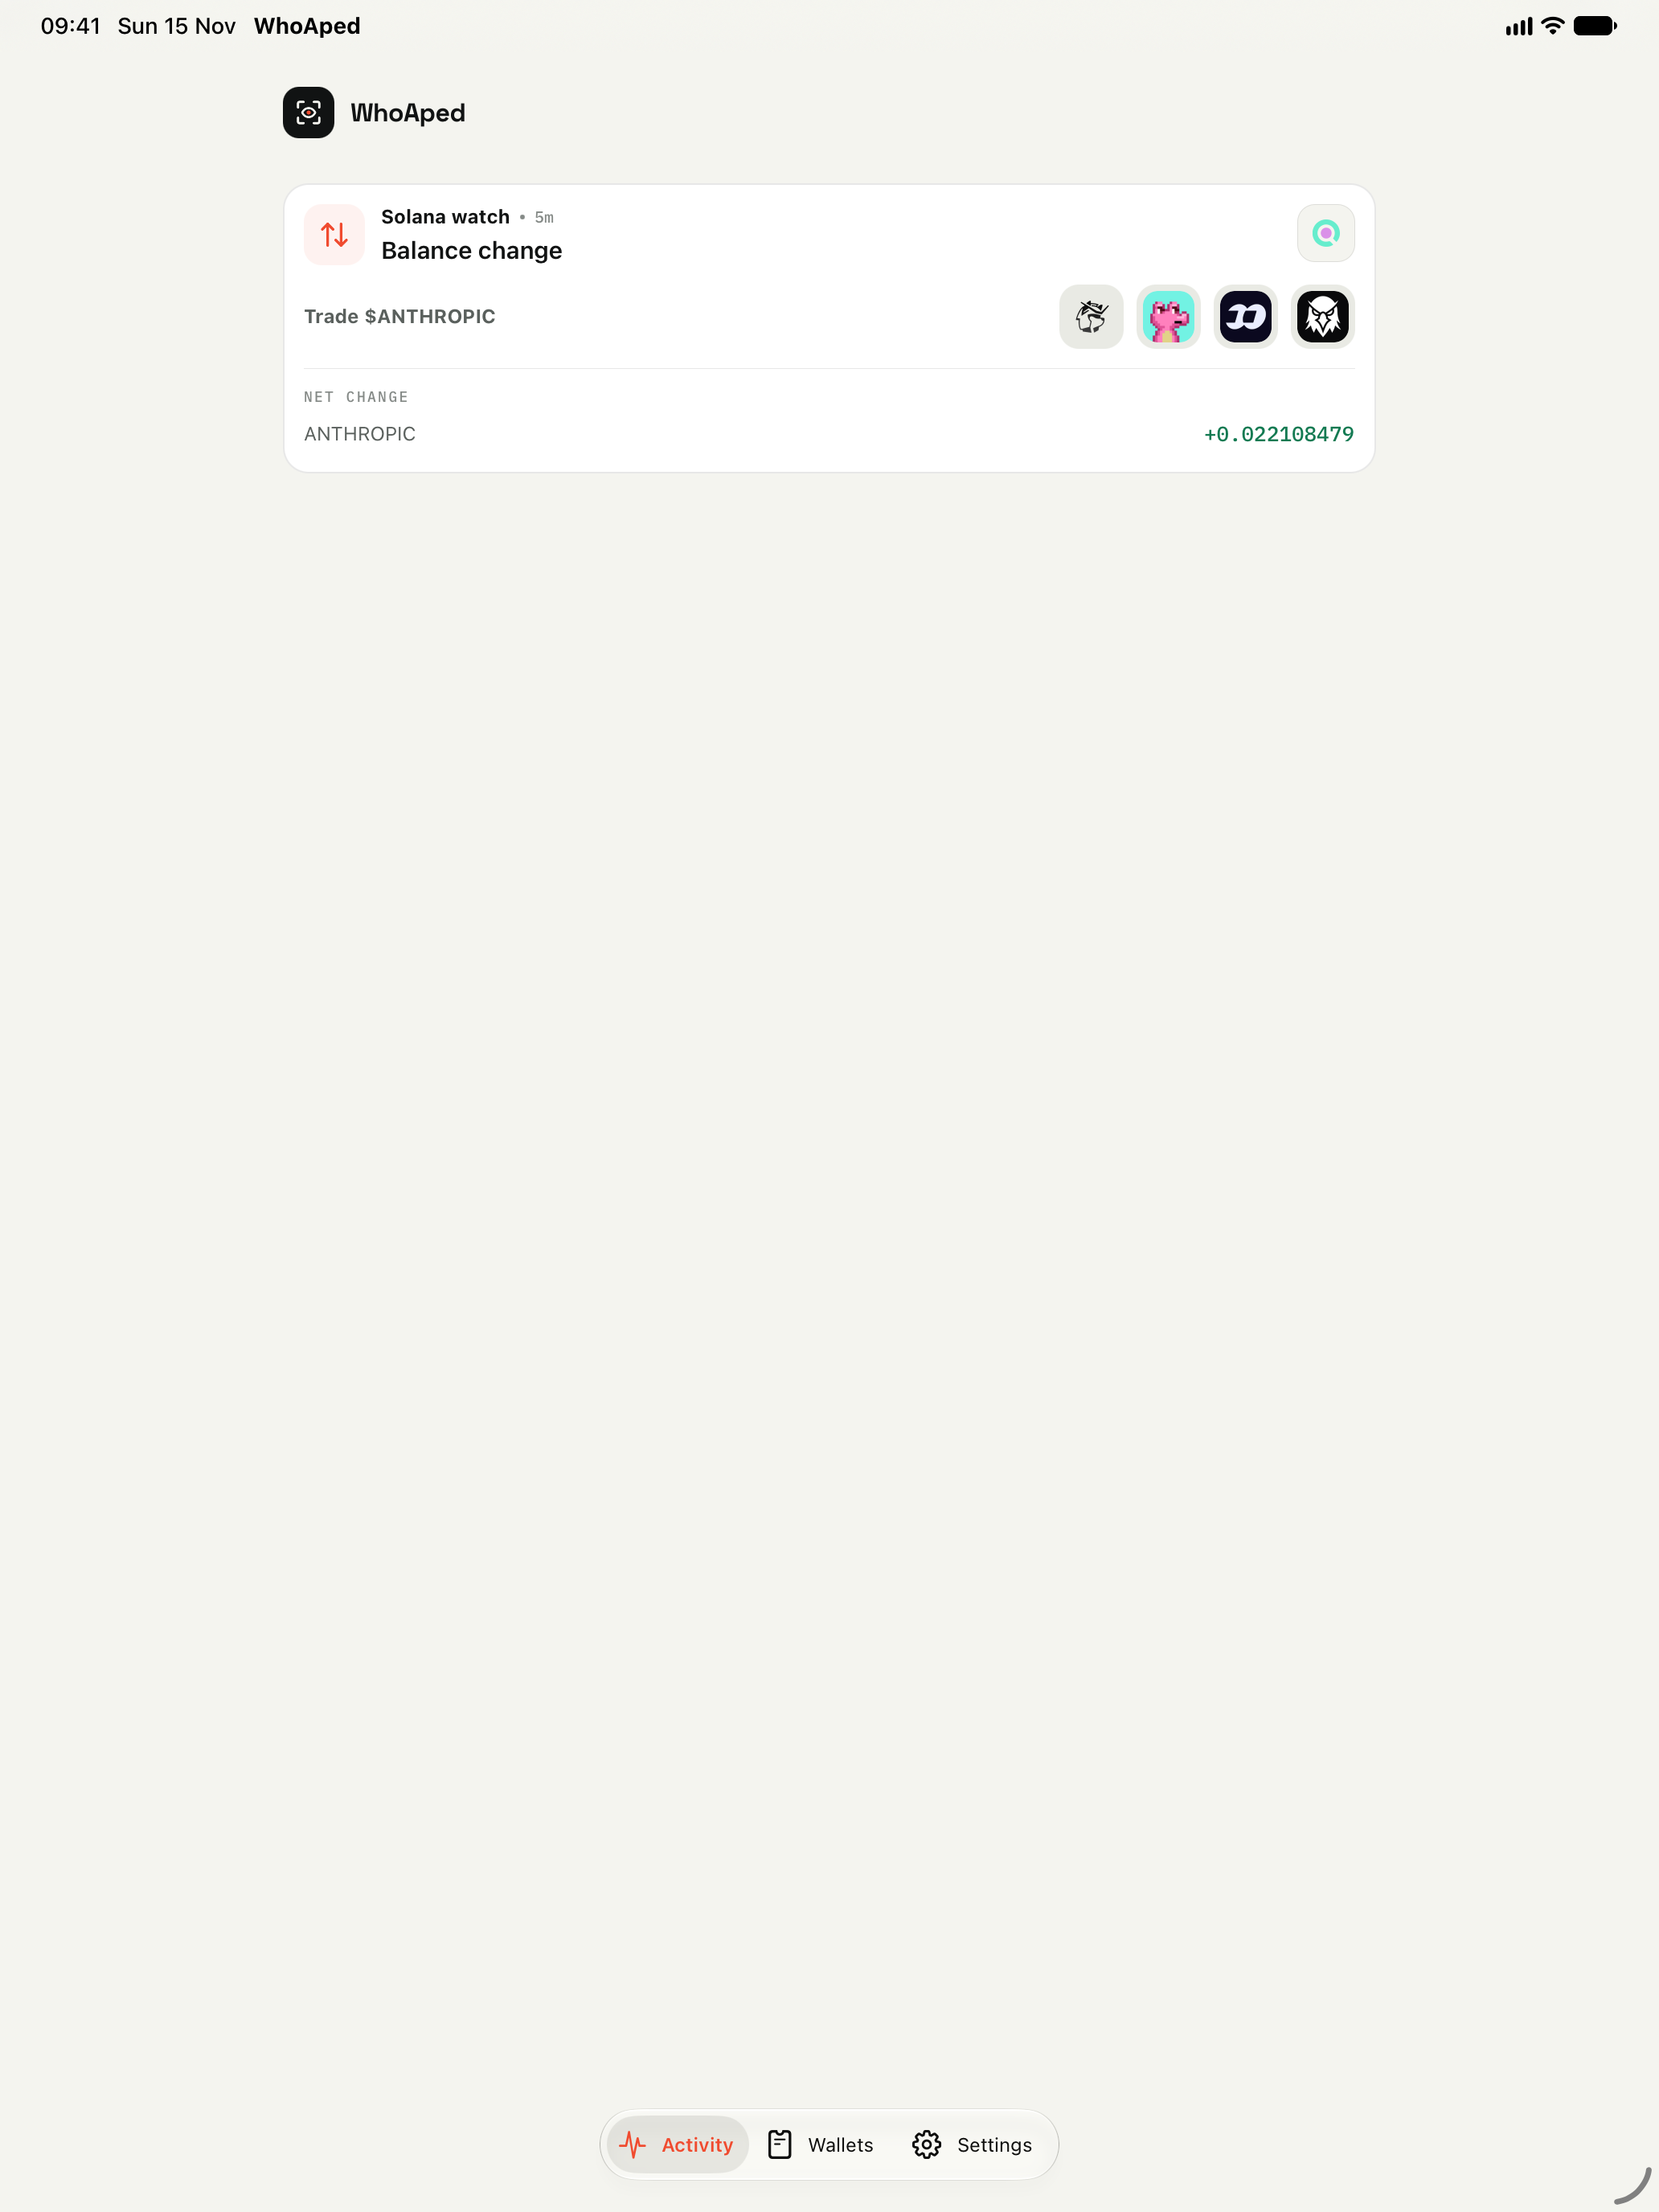 09:41 Sun 15 Nov WhoAped
WhoAped
Solana watch • 5m
Balance change
Trade $ANTHROPIC
NET CHANGE
ANTHROPIC +0.022108479
Activity Wallets Settings